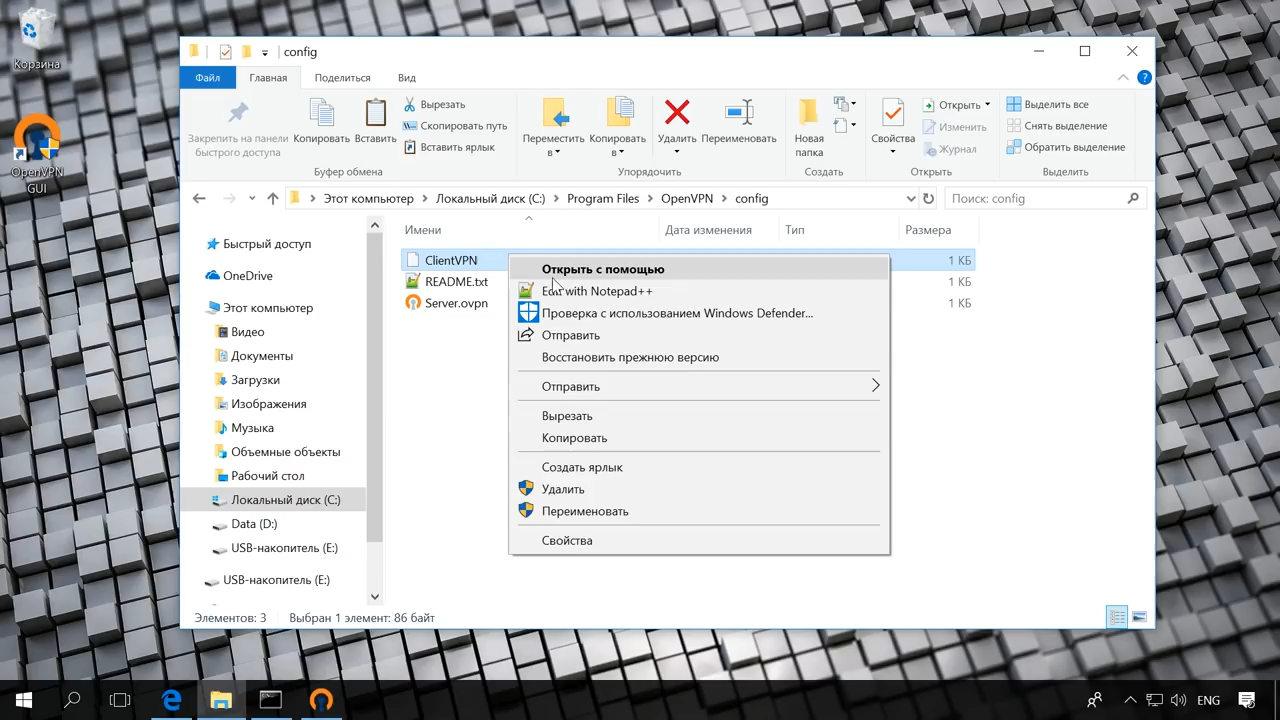 Корзина
OpenVPN
GUI
config
Файл
Главная
Поделиться
Вид
Закрепить на панели
быстрого доступа
Копировать
Вставить
Вырезать
Скопировать путь
Вставить ярлык
Буфер обмена
Переместить
в
Копировать
в
Удалить
Переименовать
Упорядочить
Новая
папка
Создать
Свойства
Открыть
Изменить
Журнал
Открыть
Выделить все
Снять выделение
Обратить выделение
Выделить
Этот компьютер
Локальный диск (C:)
Program Files
OpenVPN
config
Поиск: config
Быстрый доступ
OneDrive
Этот компьютер
Видео
Документы
Загрузки
Изображения
Музыка
Объемные объекты
Рабочий стол
Локальный диск (C:)
Data (D:)
USB-накопитель (E:)
USB-накопитель (E:)
Имени
Дата изменения
Тип
Размера
ClientVPN
1 КБ
README.txt
1 КБ
Server.ovpn
1 КБ
Открыть с помощью
Edit with Notepad++
Проверка с использованием Windows Defender...
Отправить
Восстановить прежнюю версию
Отправить
Вырезать
Копировать
Создать ярлык
Удалить
Переименовать
Свойства
Элементов: 3
Выбран 1 элемент: 86 байт
ENG